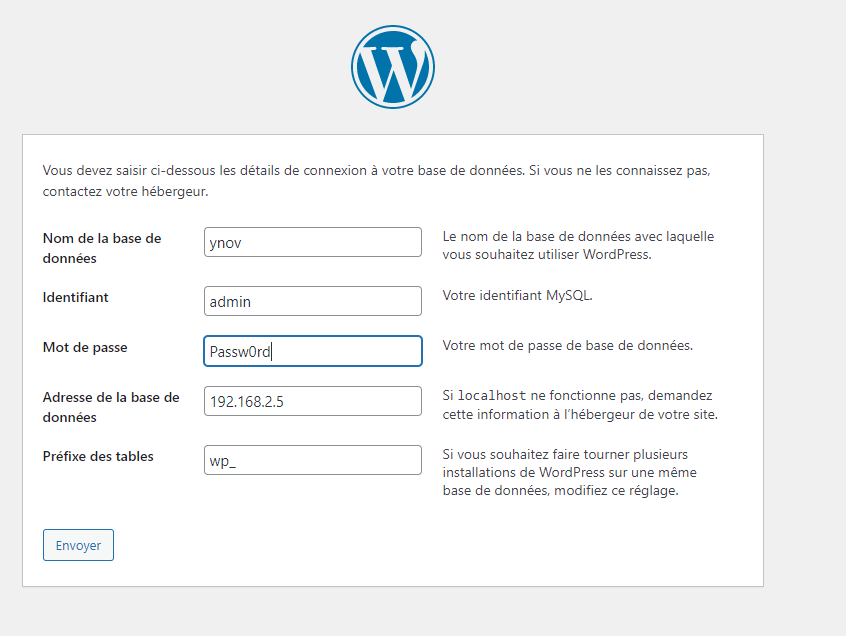 Vous devez saisir ci-dessous les détails de connexion à votre base de données. Si vous ne les connaissez pas,
contactez votre hébergeur.
Nom de la base de
données
ynov
Le nom de la base de données avec laquelle
vous souhaitez utiliser WordPress.
Identifiant
admin
Votre identifiant MySQL.
Mot de passe
Passw0rd
Votre mot de passe de base de données.
Adresse de la base de
données
192.168.2.5
Si localhost ne fonctionne pas, demandez
cette information à l’hébergeur de votre site.
Préfixe des tables
wp_
Si vous souhaitez faire tourner plusieurs
installations de WordPress sur une même
base de données, modifiez ce réglage.
Envoyer